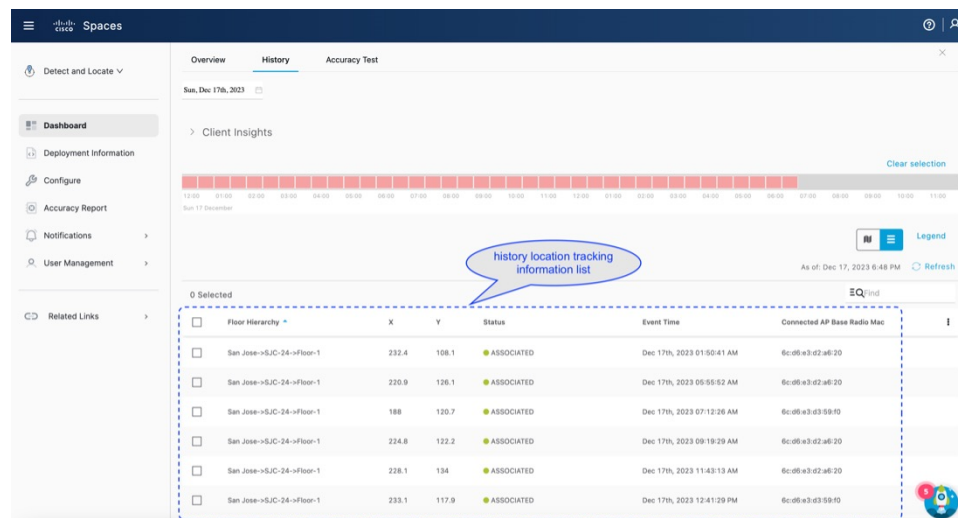 cisco Spaces
Detect and Locate
Dashboard
Deployment Information
Configure
Accuracy Report
Notifications
User Management
Related Links
Overview History Accuracy Test
Sun, Dec 17th, 2023
Client Insights
Clear selection
12:00 01:00 02:00 03:00 04:00 05:00 06:00 07:00 08:00 09:00 10:00 11:00 12:00 01:00 02:00 03:00 04:00 05:00 06:00 07:00 08:00 09:00 10:00 11:00
Sun 17 December
Legend
history location tracking
information list
As of: Dec 17, 2023 6:48 PM Refresh
0 Selected
Find
Floor Hierarchy X Y Status Event Time Connected AP Base Radio Mac
San Jose->SJC-24->Floor-1 232.4 108.1 ASSOCIATED Dec 17th, 2023 01:50:41 AM 6c:d6:e3:d2:a6:20
San Jose->SJC-24->Floor-1 220.9 126.1 ASSOCIATED Dec 17th, 2023 05:55:52 AM 6c:d6:e3:d2:a6:20
San Jose->SJC-24->Floor-1 188 120.7 ASSOCIATED Dec 17th, 2023 07:12:26 AM 6c:d6:e3:d3:59:f0
San Jose->SJC-24->Floor-1 224.8 122.2 ASSOCIATED Dec 17th, 2023 09:19:29 AM 6c:d6:e3:d2:a6:20
San Jose->SJC-24->Floor-1 228.1 134 ASSOCIATED Dec 17th, 2023 11:43:13 AM 6c:d6:e3:d2:a6:20
San Jose->SJC-24->Floor-1 233.1 117.9 ASSOCIATED Dec 17th, 2023 12:41:29 PM 6c:d6:e3:d3:59:f0
5